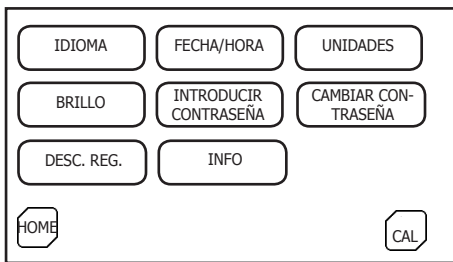 IDIOMA
FECHA/HORA
UNIDADES
BRILLO
INTRODUCIR
CONTRASEÑA
CAMBIAR CON-
TRASEÑA
DESC. REG.
INFO
HOME
CAL